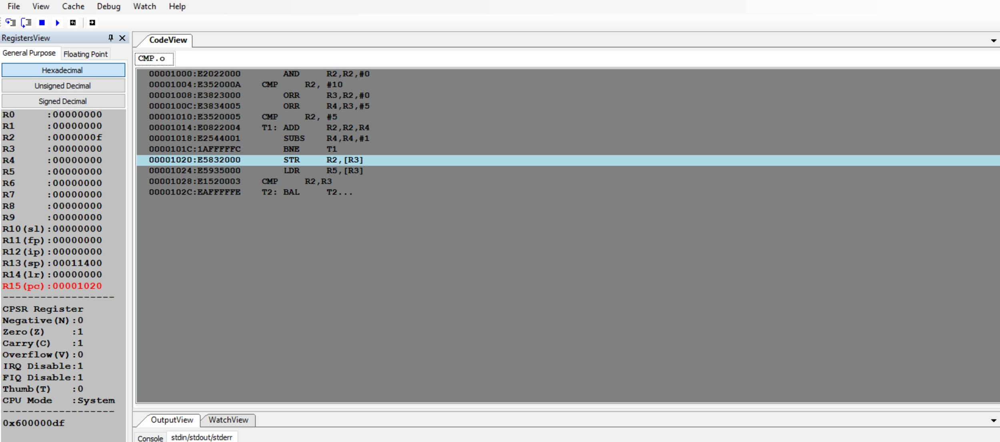 File View Cache Debug Watch Help
RegistersView
General Purpose Floating Point
Hexadecimal
Unsigned Decimal
Signed Decimal
R0 :00000000
R1 :00000000
R2 :0000000f
R3 :00000000
R4 :00000000
R5 :00000000
R6 :00000000
R7 :00000000
R8 :00000000
R9 :00000000
R10(sl):00000000
R11(fp):00000000
R12(ip):00000000
R13(sp):00011400
R14(lr):00000000
R15(pc):00001020
-------------------
CPSR Register
Negative(N):0
Zero(Z) :1
Carry(C) :1
Overflow(V):0
IRQ Disable:1
FIQ Disable:1
Thumb(T) :0
CPU Mode :System
-------------------
0x600000df
CodeView
CMP.o
00001000:E2022000 AND R2,R2,#0
00001004:E352000A CMP R2, #10
00001008:E3823000 ORR R3,R2,#0
0000100C:E3834005 ORR R4,R3,#5
00001010:E3520005 CMP R2, #5
00001014:E0822004 T1: ADD R2,R2,R4
00001018:E2544001 SUBS R4,R4,#1
0000101C:1AFFFFFC BNE T1
00001020:E5832000 STR R2,[R3]
00001024:E5935000 LDR R5,[R3]
00001028:E1520003 CMP R2,R3
0000102C:EAFFFFFE T2: BAL T2...
OutputView WatchView
Console stdin/stdout/stderr